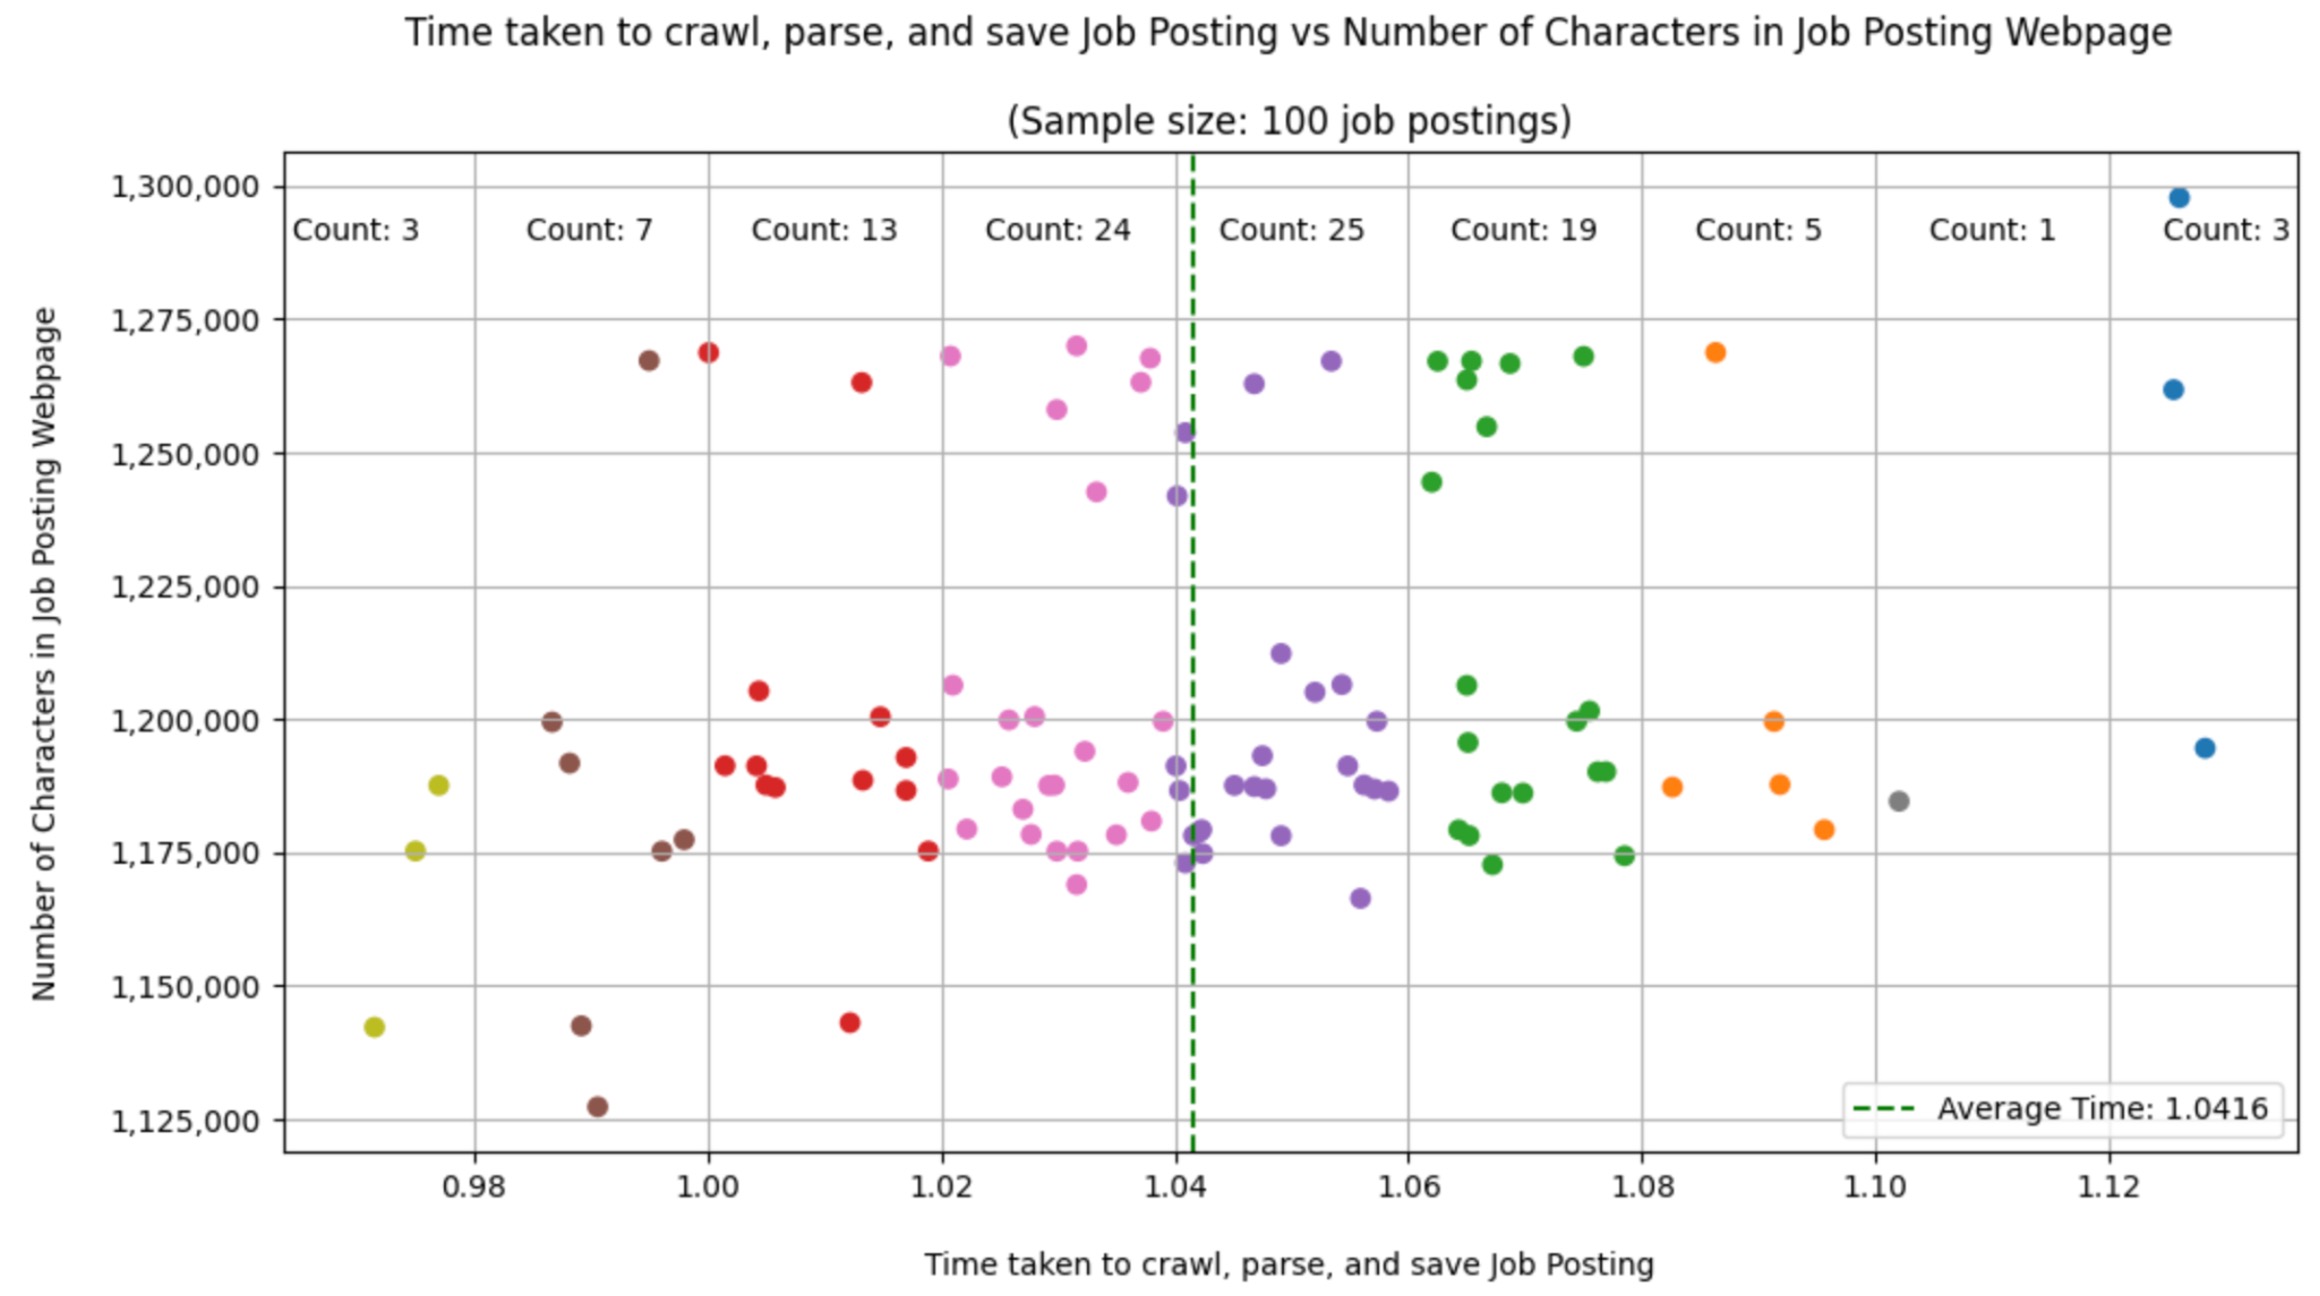 Time taken to crawl, parse, and save Job Posting vs Number of Characters in Job Posting Webpage
(Sample size: 100 job postings)
Number of Characters in Job Posting Webpage
1,300,000
1,275,000
1,250,000
1,225,000
1,200,000
1,175,000
1,150,000
1,125,000
Count: 3
Count: 7
Count: 13
Count: 24
Count: 25
Count: 19
Count: 5
Count: 1
Count: 3
Average Time: 1.0416
0.98
1.00
1.02
1.04
1.06
1.08
1.10
1.12
Time taken to crawl, parse, and save Job Posting